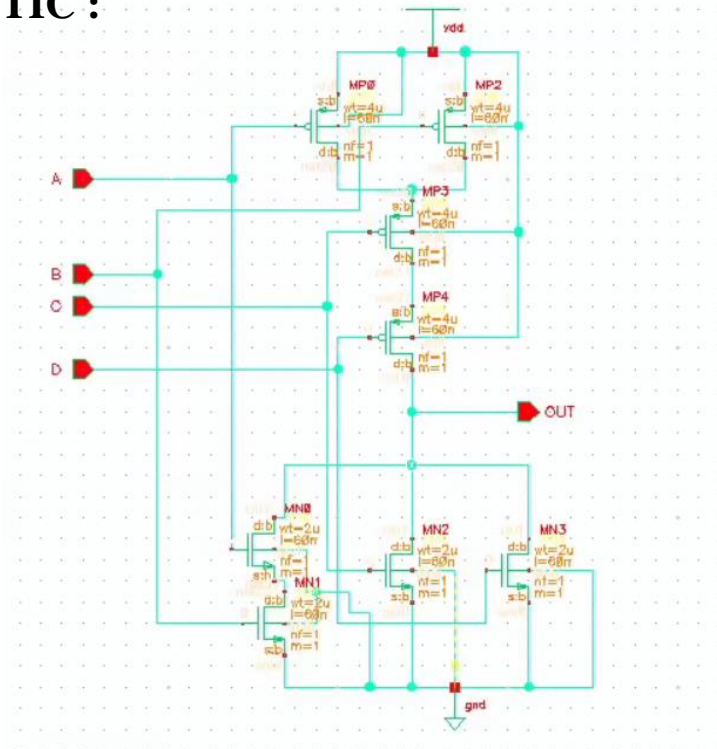 TIC :
vdd
MP0
s:b
wt=4u
l=60n
d:b
nf=1
m=1
MP2
s:b
wt=4u
l=60n
d:b
nf=1
m=1
A
MP3
s:b
wt=4u
l=60n
d:b
nf=1
m=1
B
C
MP4
s:b
wt=4u
l=60n
d:b
nf=1
m=1
D
OUT
MN0
d:b
wt=2u
l=60n
nf=1
s:b
m=1
MN1
d:b
wt=2u
l=60n
nf=1
s:b
m=1
MN2
d:b
wt=2u
l=60n
nf=1
s:b
m=1
MN3
d:b
wt=2u
l=60n
nf=1
s:b
m=1
gnd